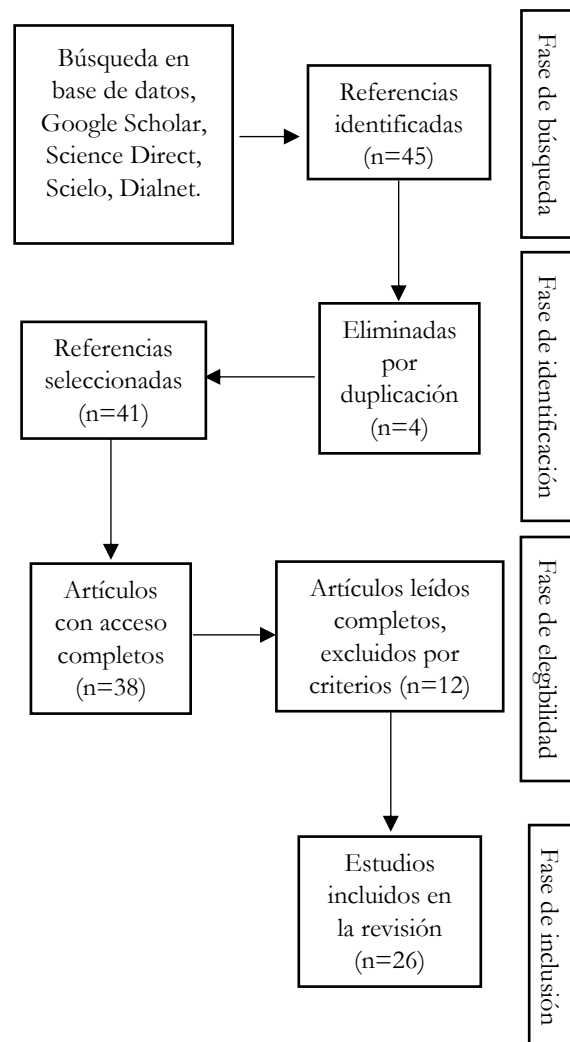 Búsqueda en
base de datos,
Google Scholar,
Science Direct,
Scielo, Dialnet.
Referencias
identificadas
(n=45)
Fase de búsqueda
Eliminadas
por
duplicación
(n=4)
Referencias
seleccionadas
(n=41)
Fase de identificación
Artículos
con acceso
completos
(n=38)
Artículos leídos
completos,
excluidos por
criterios (n=12)
Fase de elegibilidad
Estudios
incluidos en
la revisión
(n=26)
Fase de inclusión